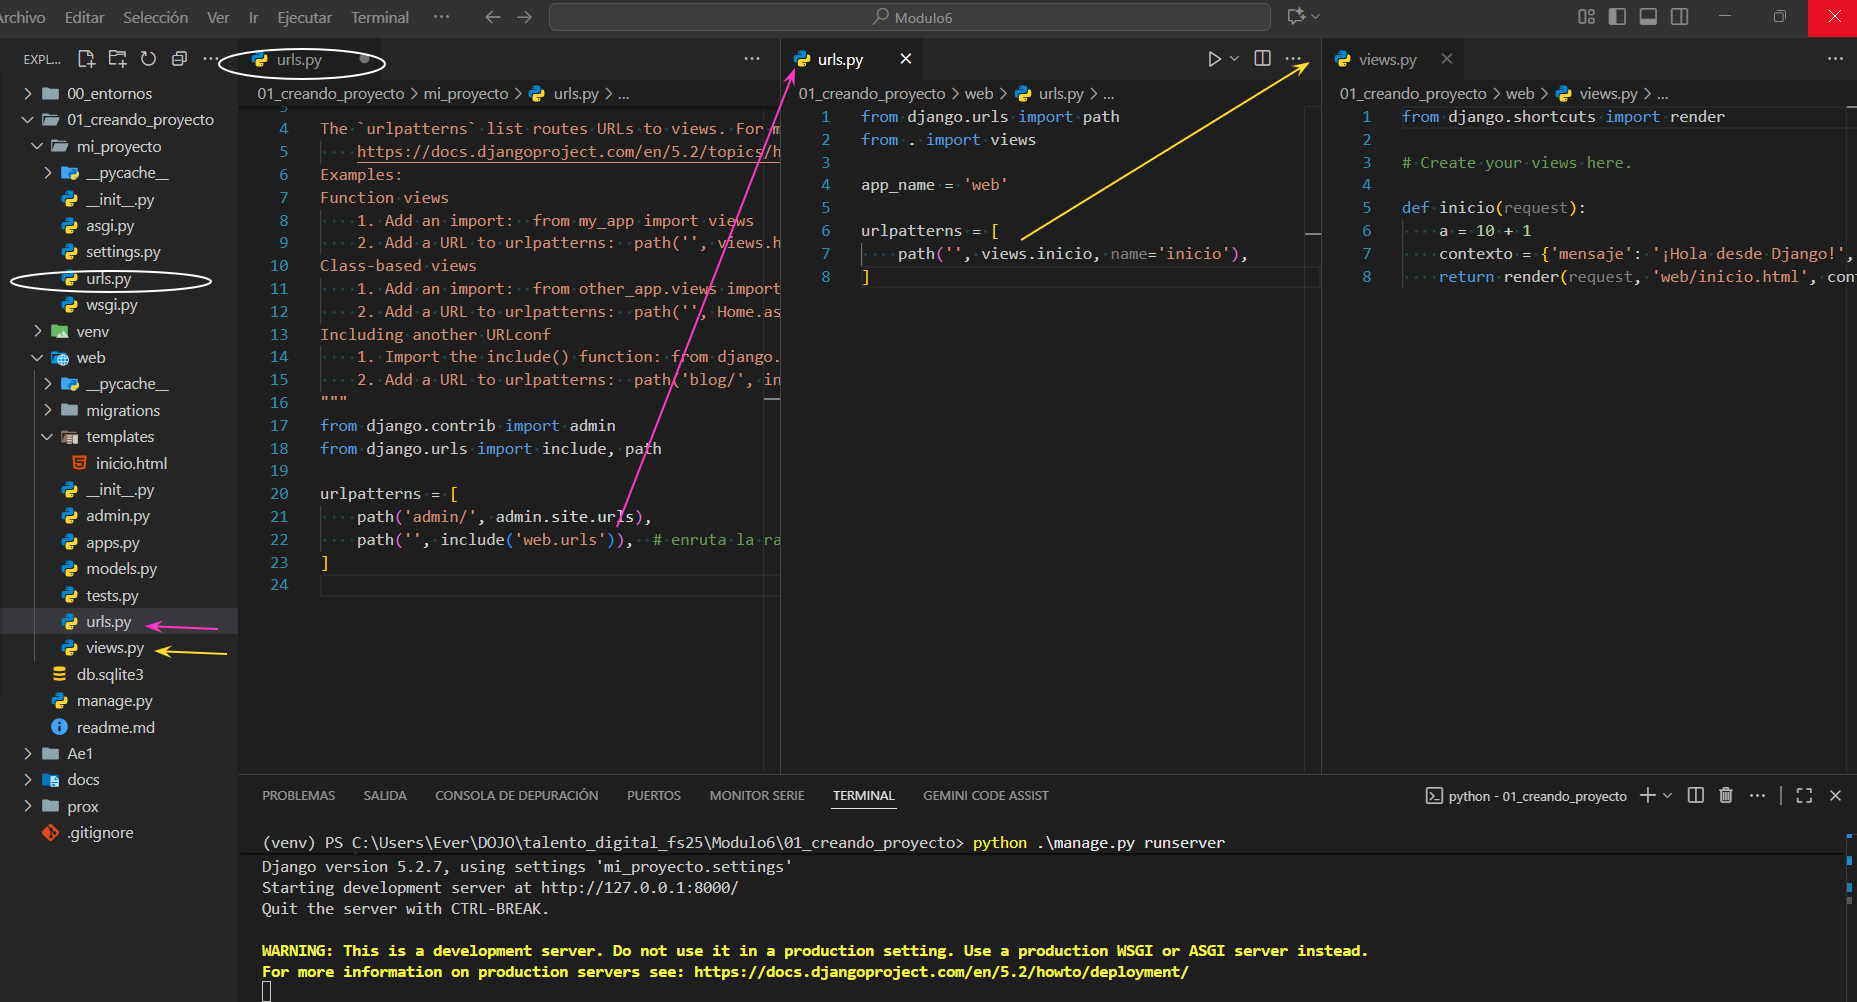 Archivo Editar Selección Ver Ir Ejecutar Terminal ··· Modulo6
EXPL...
00_entornos
01_creando_proyecto
mi_proyecto
__pycache__
__init__.py
asgi.py
settings.py
urls.py
wsgi.py
venv
web
__pycache__
migrations
templates
inicio.html
__init__.py
admin.py
apps.py
models.py
tests.py
urls.py
views.py
db.sqlite3
manage.py
readme.md
Ae1
docs
prox
.gitignore
urls.py
01_creando_proyecto > mi_proyecto > urls.py > ...
3
4 The `urlpatterns` list routes URLs to views. For m
5 https://docs.djangoproject.com/en/5.2/topics/h
6 Examples:
7 Function views
8 1. Add an import:  from my_app import views
9 2. Add a URL to urlpatterns:  path('', views.h
10 Class-based views
11 1. Add an import:  from other_app.views import
12 2. Add a URL to urlpatterns:  path('', Home.as
13 Including another URLconf
14 1. Import the include() function: from django.
15 2. Add a URL to urlpatterns:  path('blog/', in
16 """
17 from django.contrib import admin
18 from django.urls import include, path
19
20 urlpatterns = [
21 path('admin/', admin.site.urls),
22 path('', include('web.urls')),  # enruta la ra
23 ]
24
urls.py
01_creando_proyecto > web > urls.py > ...
1 from django.urls import path
2 from . import views
3
4 app_name = 'web'
5
6 urlpatterns = [
7 path('', views.inicio, name='inicio'),
8 ]
views.py
01_creando_proyecto > web > views.py > ...
1 from django.shortcuts import render
2
3 # Create your views here.
4
5 def inicio(request):
6 a = 10 + 1
7 contexto = {'mensaje': '¡Hola desde Django!',
8 return render(request, 'web/inicio.html', cont
PROBLEMAS SALIDA CONSOLA DE DEPURACIÓN PUERTOS MONITOR SERIE TERMINAL GEMINI CODE ASSIST python - 01_creando_proyecto
(venv) PS C:\Users\Ever\DOJO\talento_digital_fs25\Modulo6\01_creando_proyecto> python .\manage.py runserver
Django version 5.2.7, using settings 'mi_proyecto.settings'
Starting development server at http://127.0.0.1:8000/
Quit the server with CTRL-BREAK.
WARNING: This is a development server. Do not use it in a production setting. Use a production WSGI or ASGI server instead.
For more information on production servers see: https://docs.djangoproject.com/en/5.2/howto/deployment/